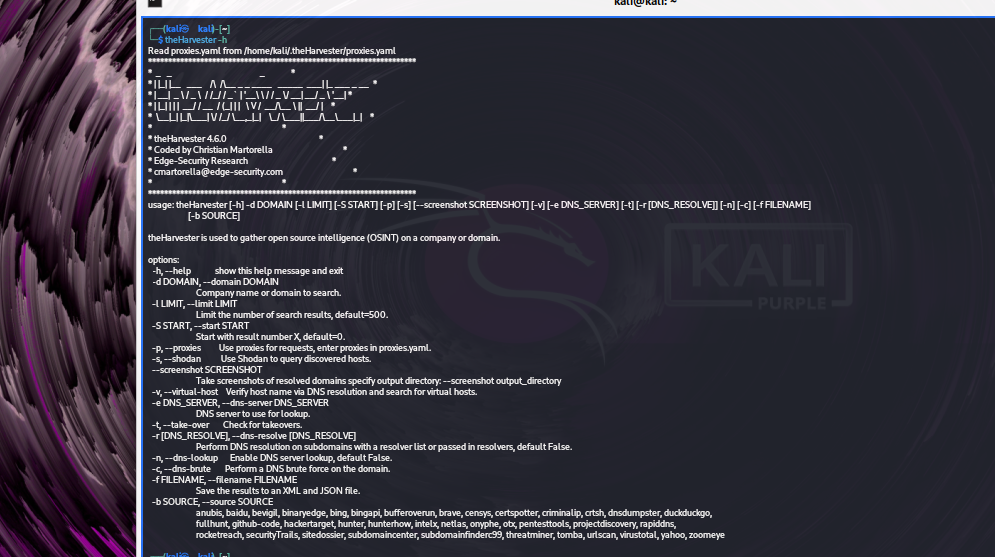 kali@kali: ~
┌──(kali㉿kali)-[~]
└─$ theHarvester -h
Read proxies.yaml from /home/kali/.theHarvester/proxies.yaml
*******************************************************************
* theHarvester 4.6.0 *
* Coded by Christian Martorella *
* Edge-Security Research *
* cmartorella@edge-security.com *
* *
*******************************************************************
usage: theHarvester [-h] -d DOMAIN [-l LIMIT] [-S START] [-p] [-s] [--screenshot SCREENSHOT] [-v] [-e DNS_SERVER] [-t] [-r [DNS_RESOLVE]] [-n] [-c] [-f FILENAME]
[-b SOURCE]
theHarvester is used to gather open source intelligence (OSINT) on a company or domain.
options:
-h, --help show this help message and exit
-d DOMAIN, --domain DOMAIN
Company name or domain to search.
-l LIMIT, --limit LIMIT
Limit the number of search results, default=500.
-S START, --start START
Start with result number X, default=0.
-p, --proxies Use proxies for requests, enter proxies in proxies.yaml.
-s, --shodan Use Shodan to query discovered hosts.
--screenshot SCREENSHOT
Take screenshots of resolved domains specify output directory: --screenshot output_directory
-v, --virtual-host Verify host name via DNS resolution and search for virtual hosts.
-e DNS_SERVER, --dns-server DNS_SERVER
DNS server to use for lookup.
-t, --take-over Check for takeovers.
-r [DNS_RESOLVE], --dns-resolve [DNS_RESOLVE]
Perform DNS resolution on subdomains with a resolver list or passed in resolvers, default False.
-n, --dns-lookup Enable DNS server lookup, default False.
-c, --dns-brute Perform a DNS brute force on the domain.
-f FILENAME, --filename FILENAME
Save the results to an XML and JSON file.
-b SOURCE, --source SOURCE
anubis, baidu, bevigil, binaryedge, bing, bingapi, bufferoverun, brave, censys, certspotter, criminalip, crtsh, dnsdumpster, duckduckgo,
fullhunt, github-code, hackertarget, hunter, hunterhow, intelx, netlas, onyphe, otx, pentesttools, projectdiscovery, rapiddns,
rocketreach, securityTrails, sitedossier, subdomaincenter, subdomainfinderc99, threatminer, tomba, urlscan, virustotal, yahoo, zoomeye
KALI
PURPLE